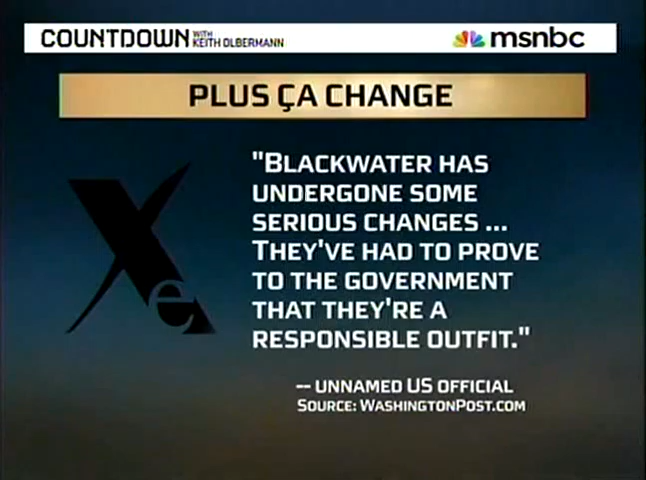 COUNTDOWN WITH KEITH OLBERMANN
msnbc
PLUS ÇA CHANGE
Xe
"BLACKWATER HAS
UNDERGONE SOME
SERIOUS CHANGES ...
THEY'VE HAD TO PROVE
TO THE GOVERNMENT
THAT THEY'RE A
RESPONSIBLE OUTFIT."
-- UNNAMED US OFFICIAL
SOURCE: WASHINGTONPOST.COM